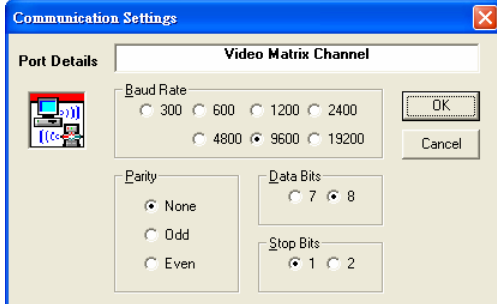 Communication Settings
Port Details
Video Matrix Channel
Baud Rate
300 600 1200 2400
4800 9600 19200
OK
Cancel
Parity
None
Odd
Even
Data Bits
7 8
Stop Bits
1 2